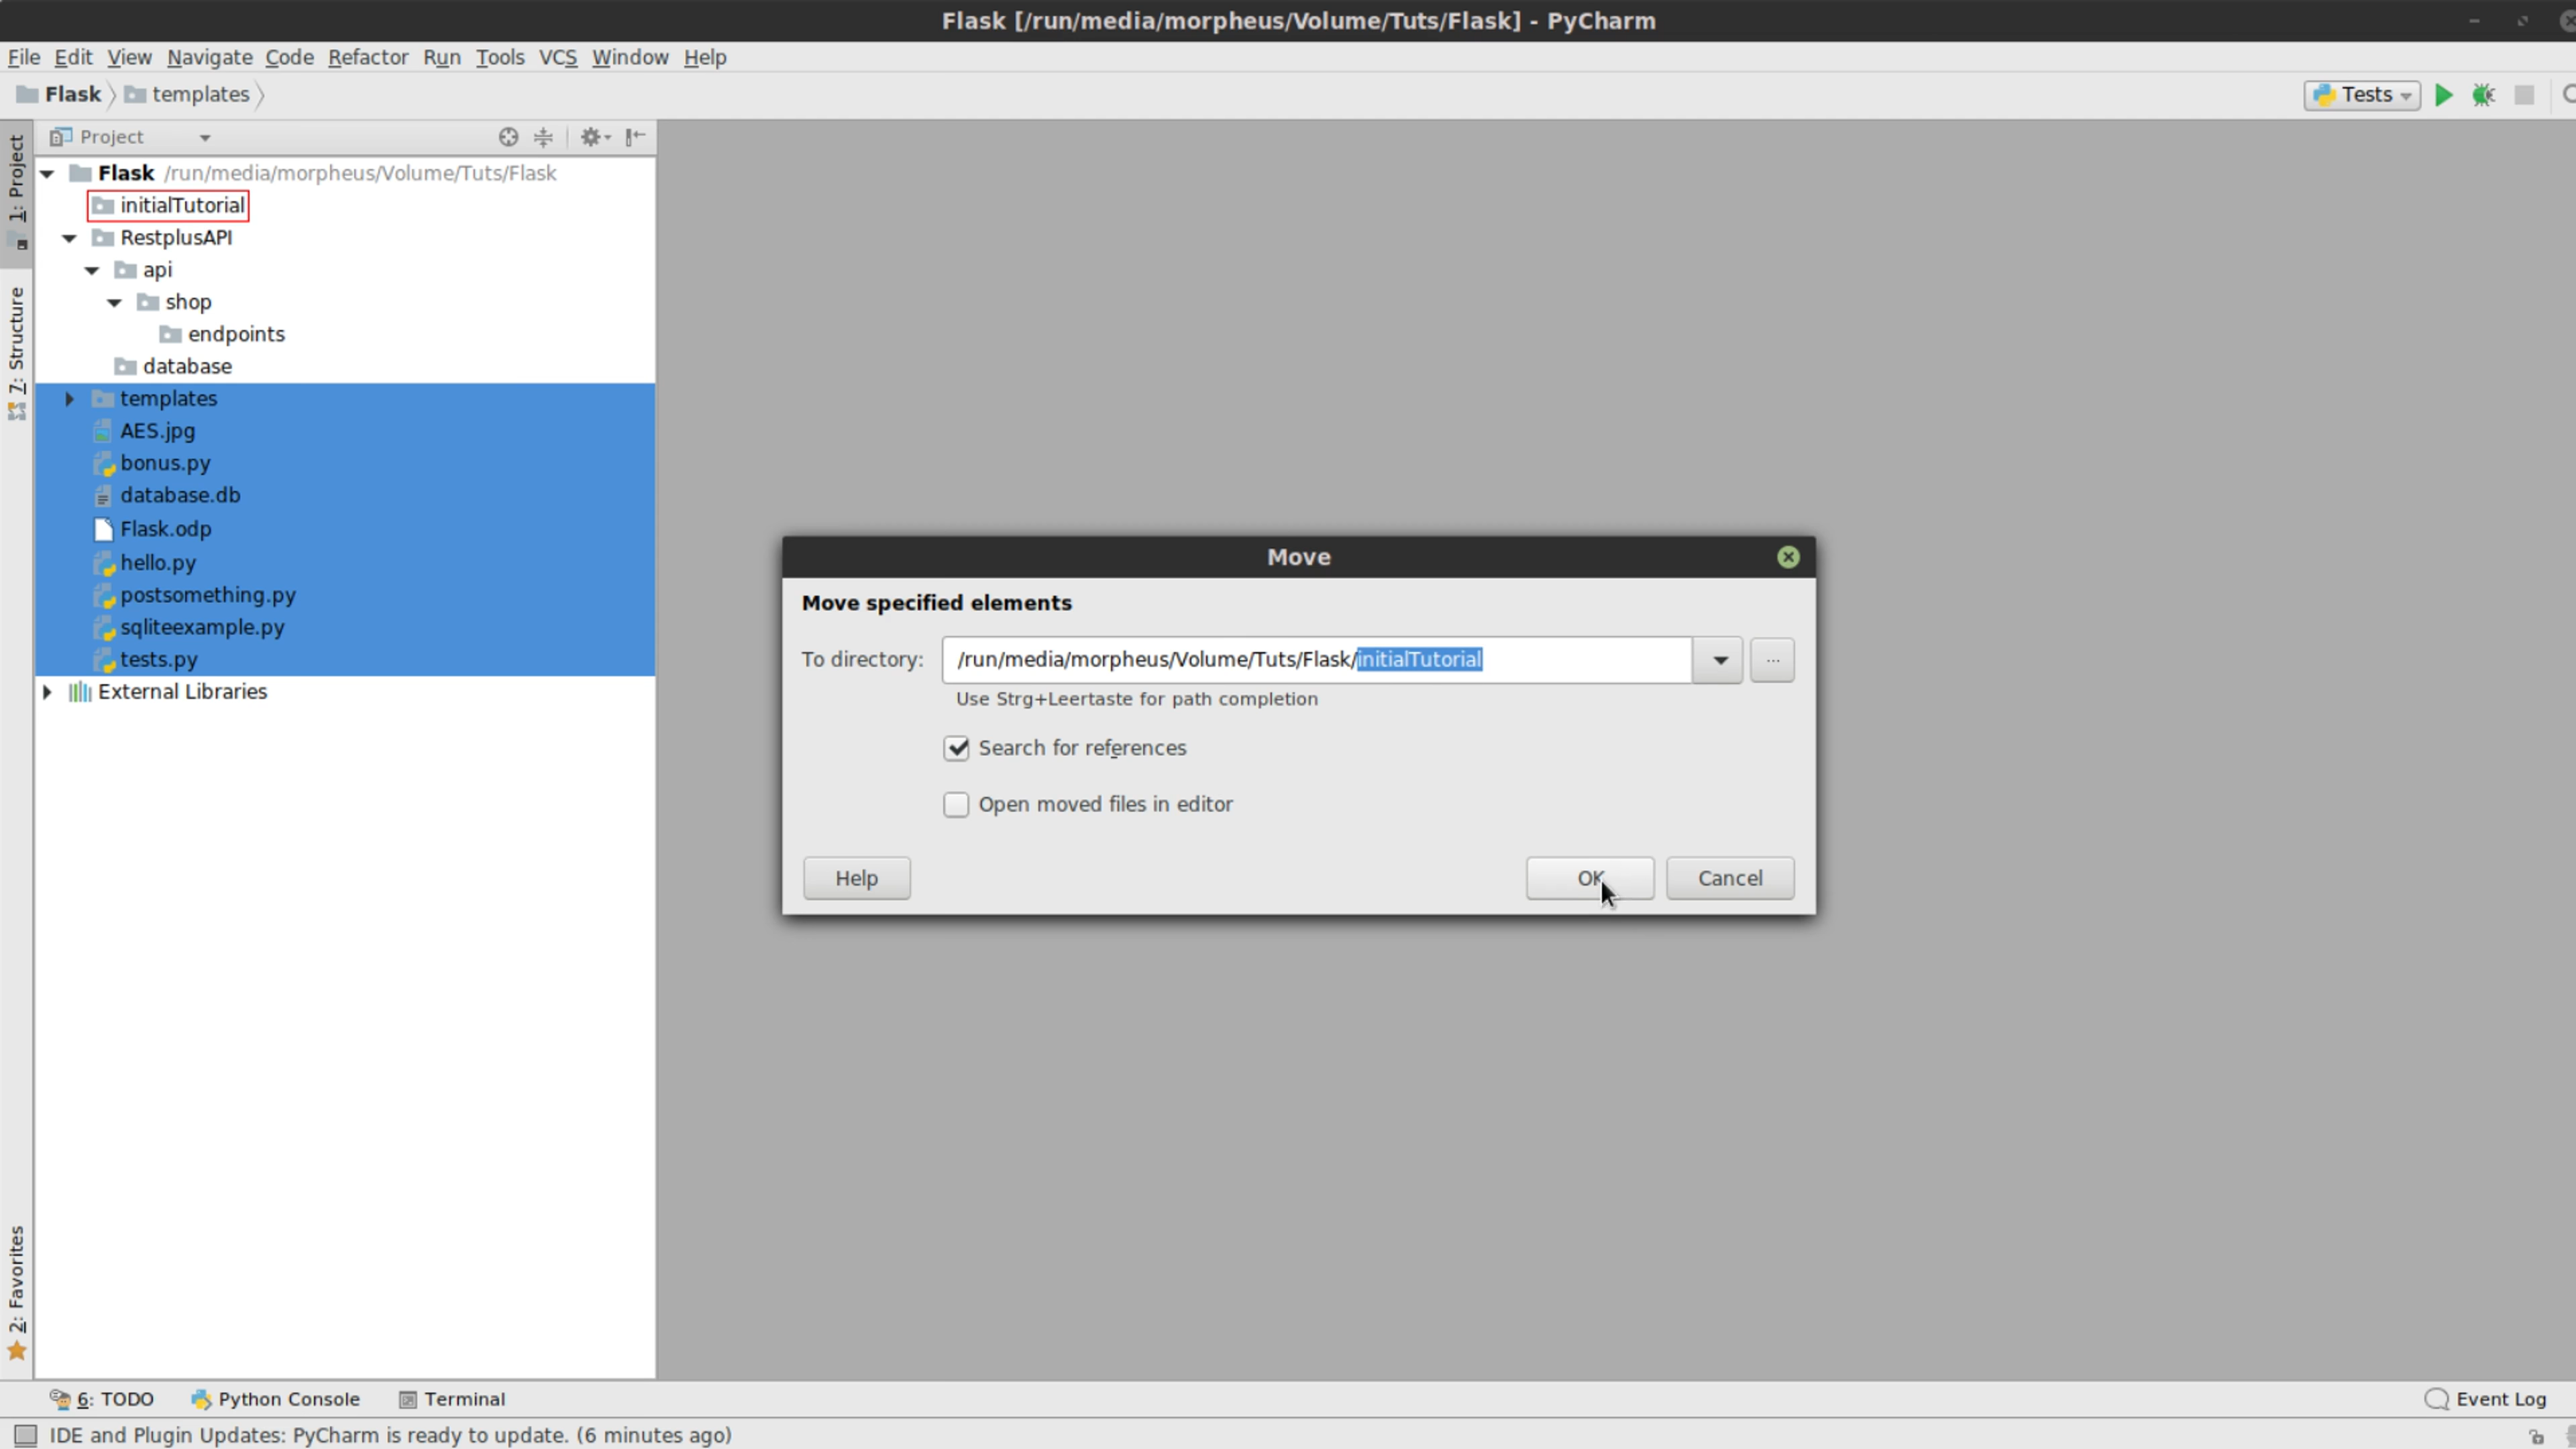 Flask [/run/media/morpheus/Volume/Tuts/Flask] - PyCharm
File Edit View Navigate Code Refactor Run Tools VCS Window Help
Flask templates Tests
Project
Flask /run/media/morpheus/Volume/Tuts/Flask
initialTutorial
RestplusAPI
api
shop
endpoints
database
templates
AES.jpg
bonus.py
database.db
Flask.odp
hello.py
postsomething.py
sqliteexample.py
tests.py
External Libraries
1: Project
7: Structure
2: Favorites
Move
Move specified elements
To directory: /run/media/morpheus/Volume/Tuts/Flask/initialTutorial ...
Use Strg+Leertaste for path completion
Search for references
Open moved files in editor
Help OK Cancel
6: TODO Python Console Terminal Event Log
IDE and Plugin Updates: PyCharm is ready to update. (6 minutes ago)